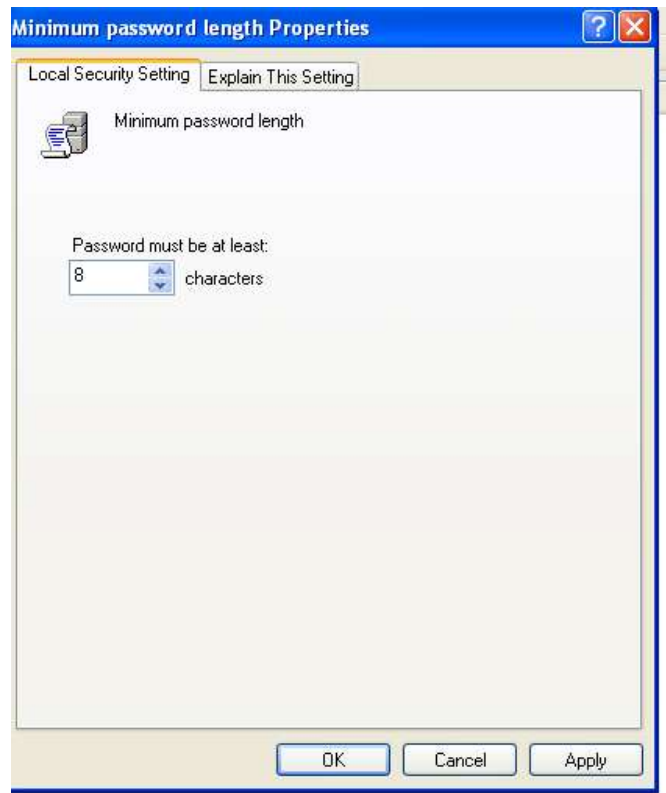 Minimum password length Properties
Local Security Setting
Explain This Setting
Minimum password length
Password must be at least:
8
characters
OK
Cancel
Apply